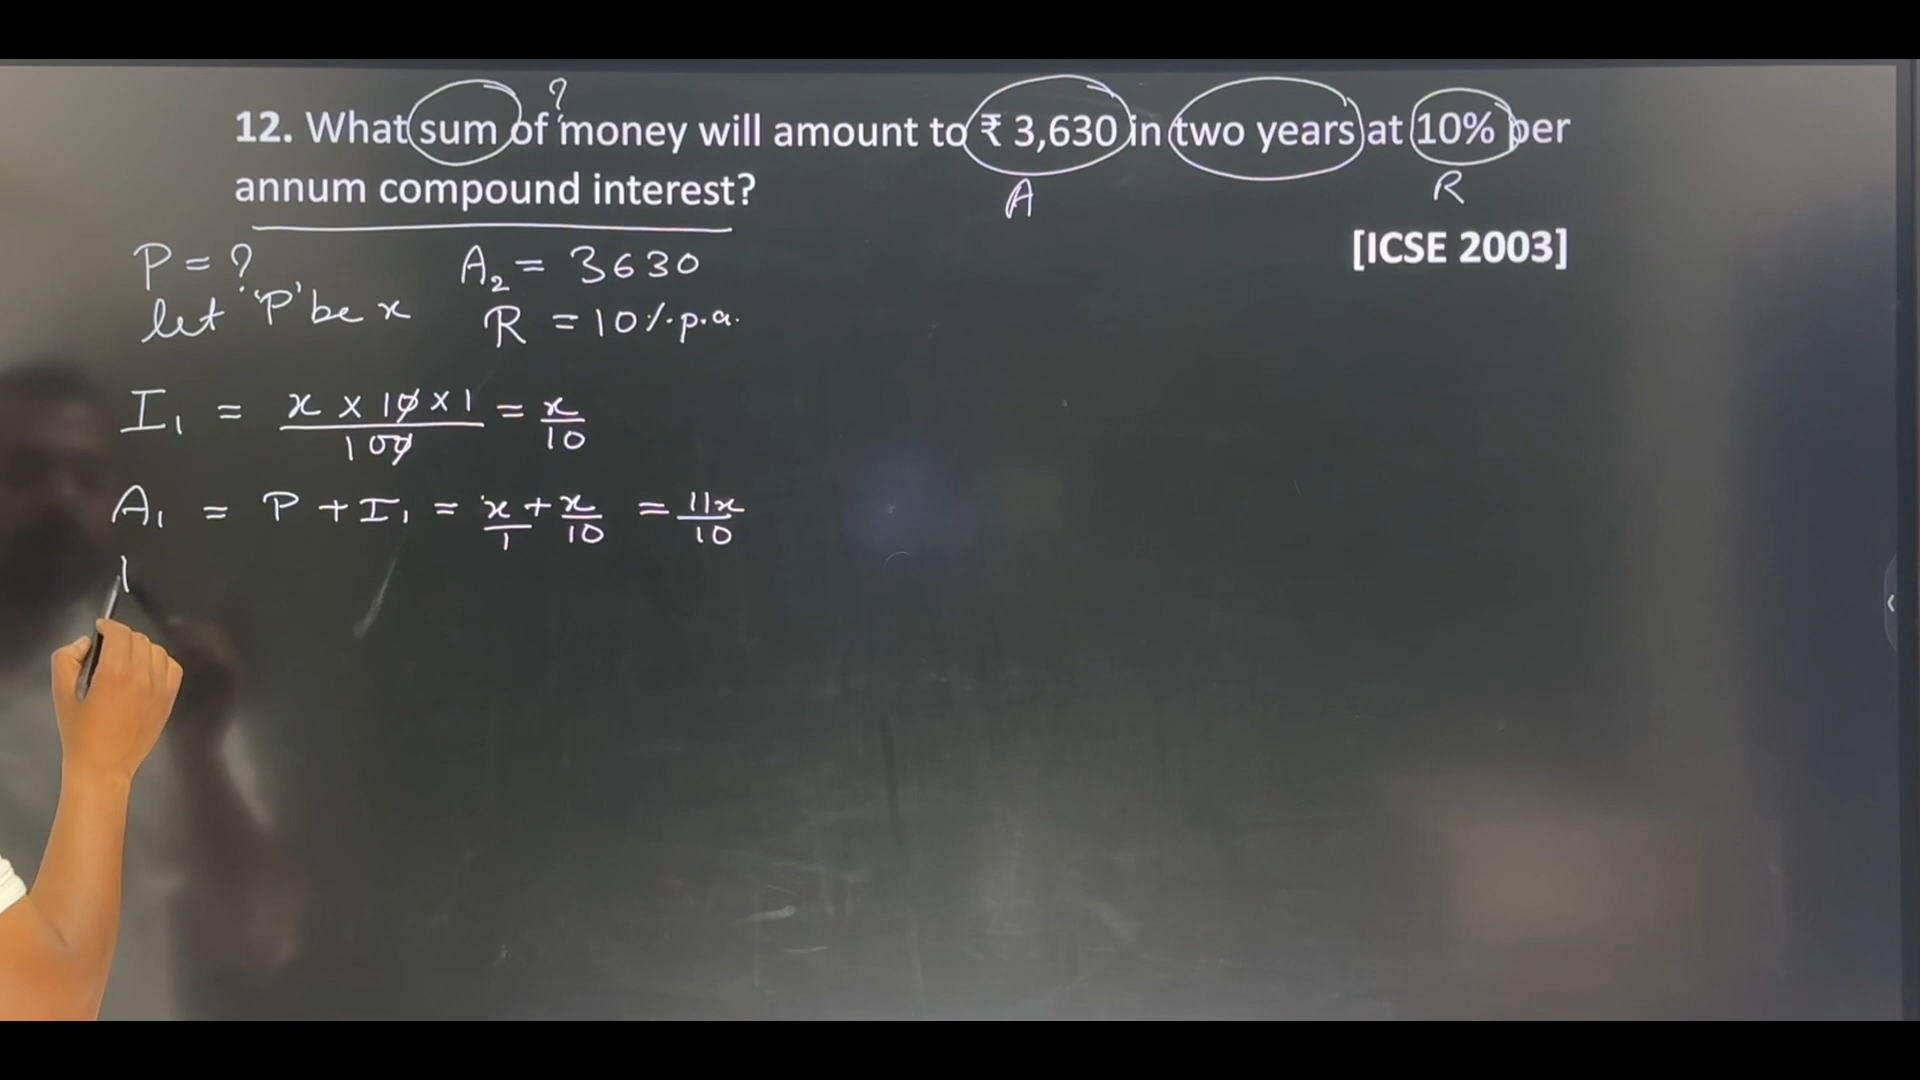 12. What sum of money will amount to ₹ 3,630 in two years at 10% per
?
annum compound interest?
A
R
[ICSE 2003]
P = ?
A₂ = 3630
let 'P' be x
R = 10%.p.a.
I₁ = x × 10 × 1 / 100 = x/10
A₁ = P + I₁ = x/1 + x/10 = 11x/10